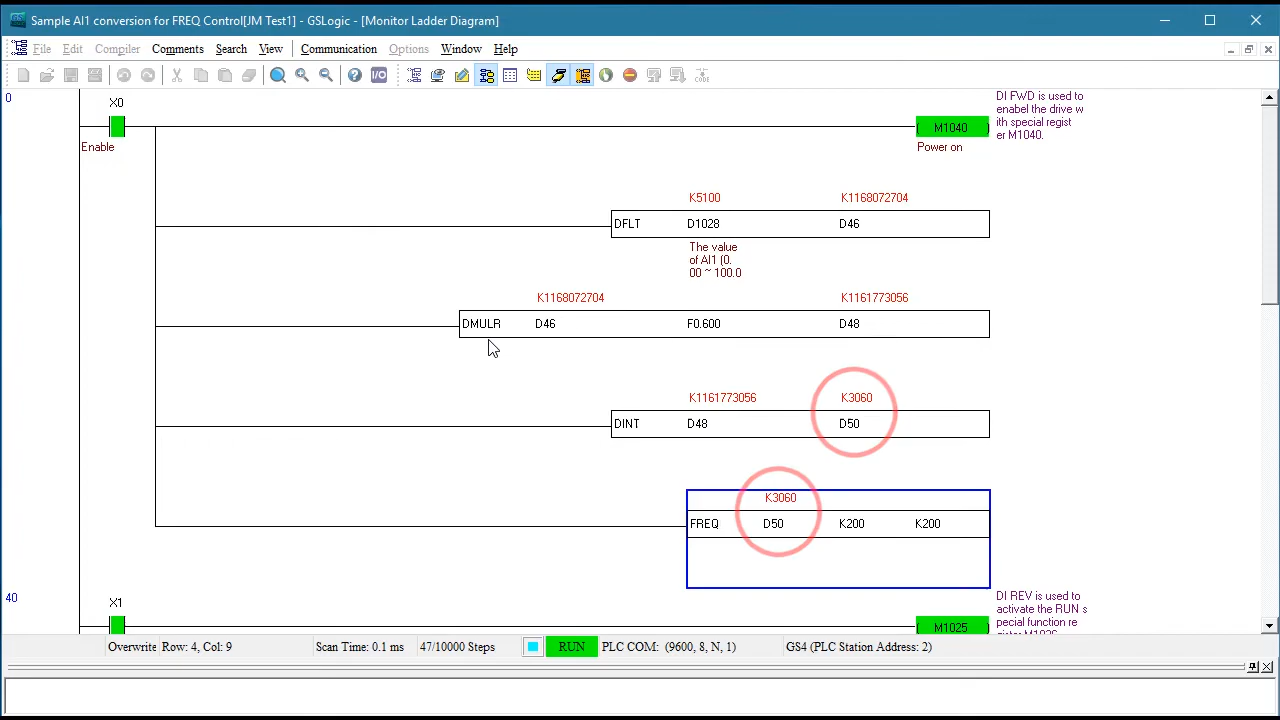 Sample AI1 conversion for FREQ Control[JM Test1] - GSLogic - [Monitor Ladder Diagram]
File Edit Compiler Comments Search View Communication Options Window Help
0
X0
Enable
M1040
Power on
DI FWD is used to
enabel the drive w
ith special regist
er M1040.
K5100 K1168072704
DFLT D1028 D46
The value
of AI1 (0.
00 ~ 100.0
K1168072704 K1161773056
DMULR D46 F0.600 D48
K1161773056 K3060
DINT D48 D50
K3060
FREQ D50 K200 K200
40
X1
M1025
DI REV is used to
activate the RUN s
pecial function re
Overwrite Row: 4, Col: Scan Time: 0.1 ms 47/10000 Steps RUN PLC COM: (9600, 8, N, 1) GS4 (PLC Station Address: 2)